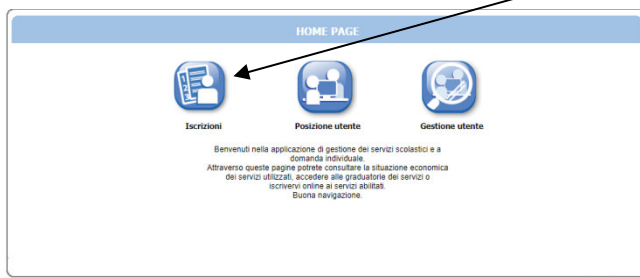 HOME PAGE
Iscrizioni Posizione utente Gestione utente
Benvenuti nella applicazione di gestione dei servizi scolastici e a
domanda individuale.
Attraverso queste pagine potrete consultare la situazione economica
dei servizi utilizzati, accedere alle graduatorie dei servizi o
iscrivervi online ai servizi abilitati.
Buona navigazione.